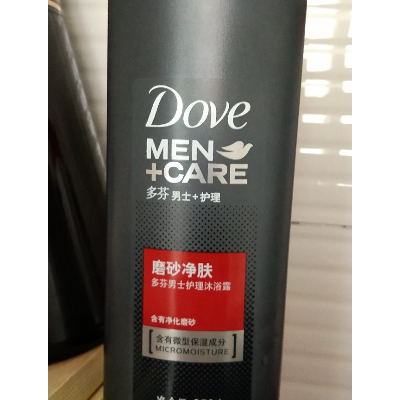 Dove
MEN
+CARE
多芬男士+护理
磨砂净肤
多芬男士护理沐浴露
含有净化磨砂
含有微型保湿成分
MICROMOISTURE